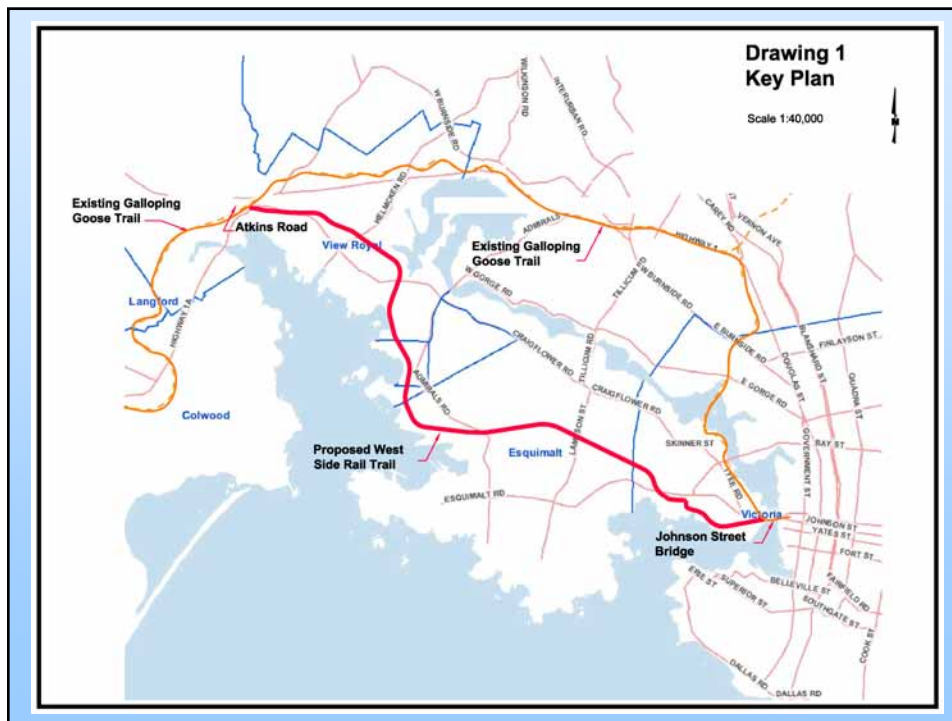 Drawing 1
Key Plan
Scale 1:40,000
N
WILKINSON RD
W BURNSIDE RD
INTERURBAN RD
Existing Galloping
Goose Trail
Atkins Road
HELMCKEN RD
View Royal
ADMIRALS
Existing Galloping
Goose Trail
HIGHWAY 1
CAREY RD
VERNON AVE
TILLICUM RD
W GORGE RD
W BURNSIDE RD
Langford
HIGHWAY 1A
CRAIGFLOWER RD
TILLICUM RD
E BURNSIDE RD
FINLAYSON ST
BLANSHARD ST
DOUGLAS ST
QUADRA ST
E GORGE RD
ADMIRALS RD
CRAIGFLOWER RD
Colwood
Proposed West
Side Rail Trail
Esquimalt
LAMPSON ST
SKINNER ST
BAY ST
GOVERNMENT ST
TYEE RD
ESQUIMALT RD
Victoria
JOHNSON ST
YATES ST
Johnson Street
Bridge
FORT ST
ERIE ST
SUPERIOR ST
BELLEVILLE ST
FAIRFIELD RD
SOUTHGATE ST
COOK ST
DALLAS RD
DALLAS RD